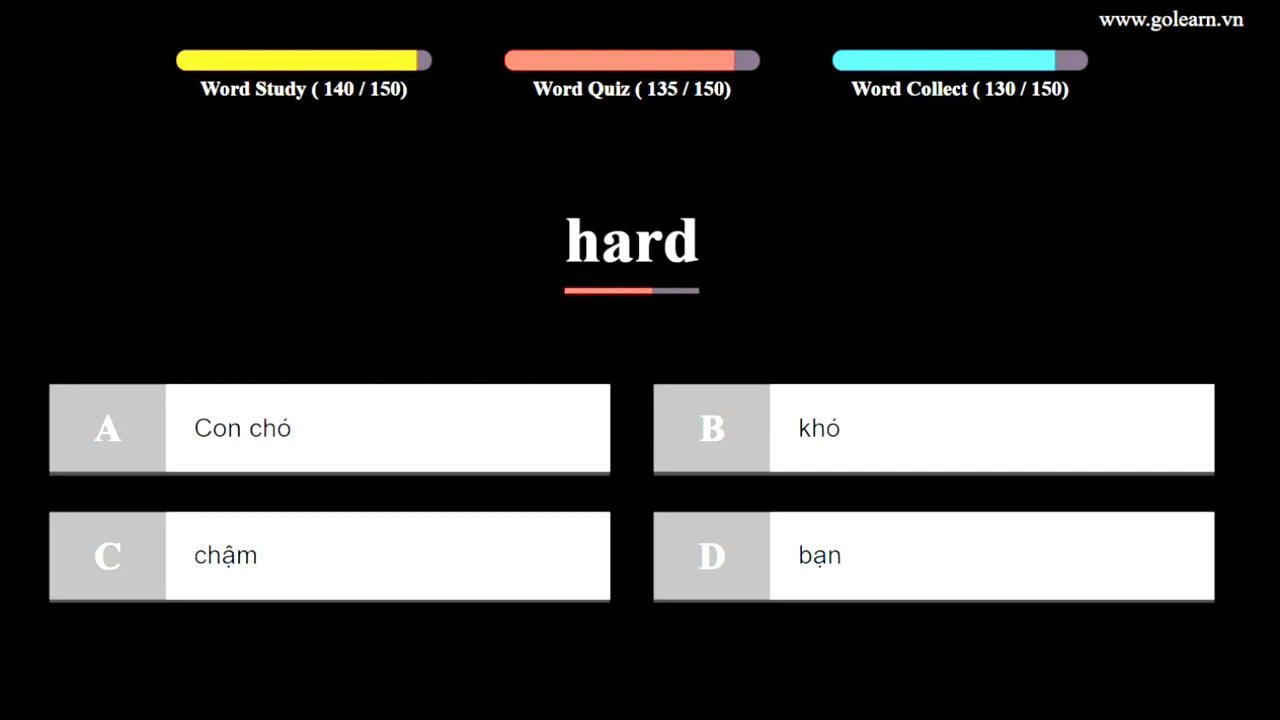 www.golearn.vn
Word Study ( 140 / 150)
Word Quiz ( 135 / 150)
Word Collect ( 130 / 150)
hard
A Con chó
B khó
C chậm
D bạn